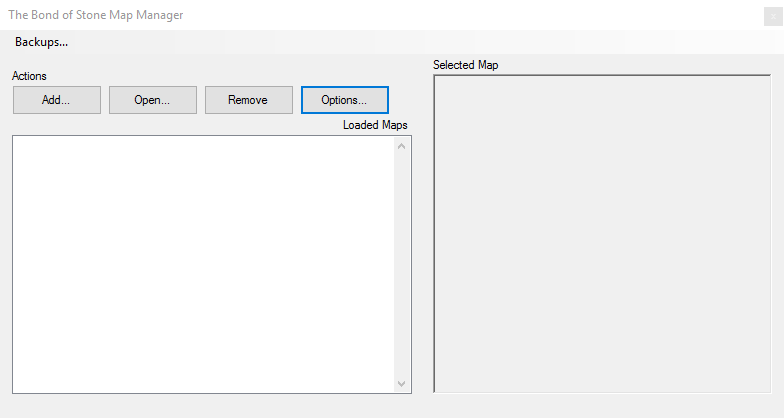 The Bond of Stone Map Manager
Backups...
Selected Map
Actions
Add...
Open...
Remove
Options...
Loaded Maps